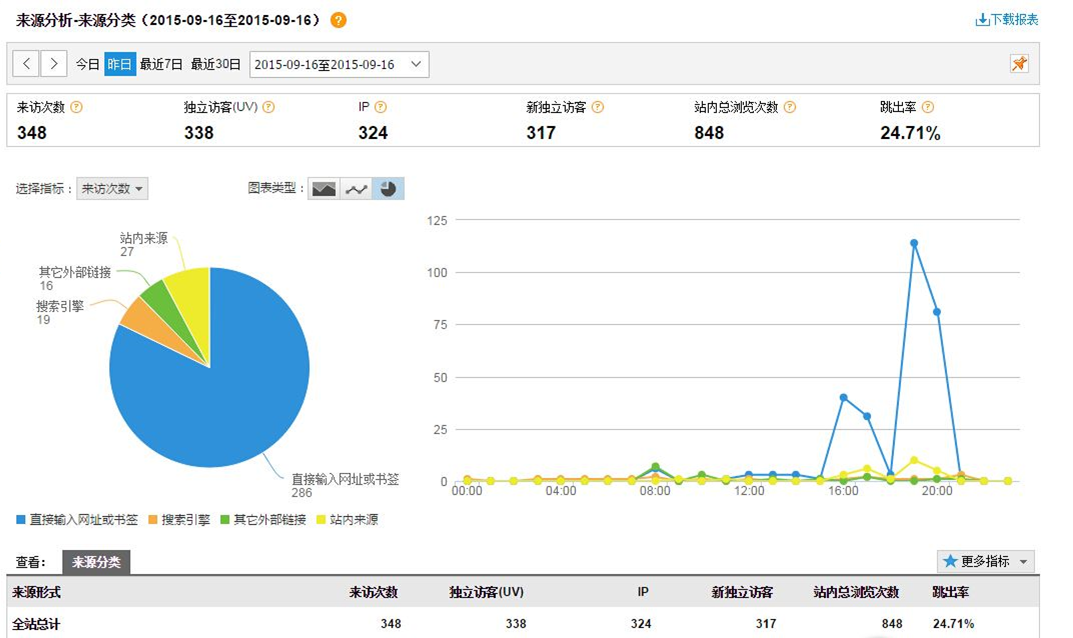 来源分析-来源分类（2015-09-16至2015-09-16） ?
下载报表
< > 今日 昨日 最近7日 最近30日 2015-09-16至2015-09-16
来访次数 ? 独立访客(UV) ? IP ? 新独立访客 ? 站内总浏览次数 ? 跳出率 ?
348 338 324 317 848 24.71%
选择指标： 来访次数 图表类型：
站内来源
27
其它外部链接
16
搜索引擎
19
直接输入网址或书签
286
125
100
75
50
25
0
00:00 04:00 08:00 12:00 16:00 20:00
直接输入网址或书签 搜索引擎 其它外部链接 站内来源
查看： 来源分类 更多指标
来源形式 来访次数 独立访客(UV) IP 新独立访客 站内总浏览次数 跳出率
全站总计 348 338 324 317 848 24.71%